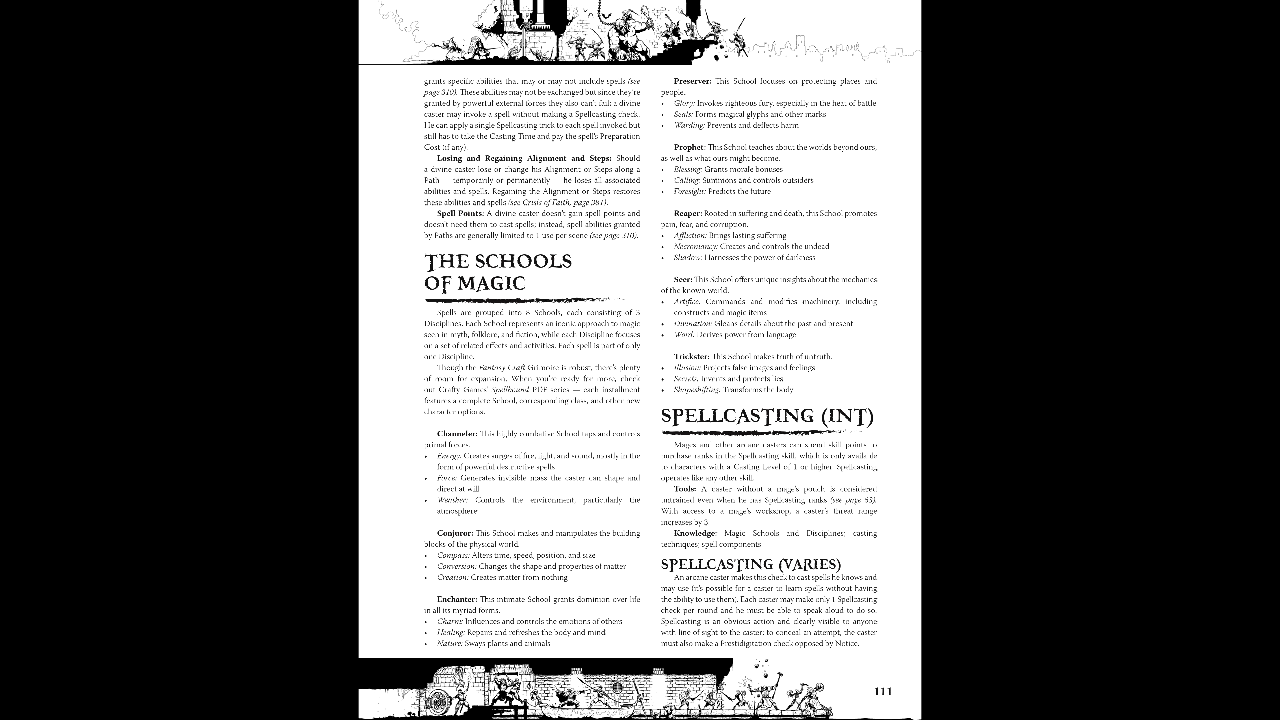 grants specific abilities that may or may not include spells (see
page 310). These abilities may not be exchanged but since they're
granted by powerful external forces they also can't fail: a divine
caster may invoke a spell without making a Spellcasting check.
He can apply a single Spellcasting trick to each spell invoked but
still has to take the Casting Time and pay the spell's Preparation
Cost (if any).
Losing and Regaining Alignment and Steps: Should
a divine caster lose or change his Alignment or Steps along a
Path — temporarily or permanently — he loses all associated
abilities and spells. Regaining the Alignment or Steps restores
these abilities and spells (see Crisis of Faith, page 381).
Spell Points: A divine caster doesn't gain spell points and
doesn't need them to cast spells; instead, spell abilities granted
by Paths are generally limited to 1 use per scene (see page 310).
THE SCHOOLS
OF MAGIC
Spells are grouped into 8 Schools, each consisting of 3
Disciplines. Each School represents an iconic approach to magic
seen in myth, folklore, and fiction, while each Discipline focuses
on a set of related effects and activities. Each spell is part of only
one Discipline.
Though the Fantasy Craft Grimoire is robust, there's plenty
of room for expansion. When you're ready for more, check
out Crafty Games' Spellbound PDF series — each installment
features a complete School, corresponding class, and other new
character options.
Channeler: This highly combative School taps and controls
primal forces.
• Energy: Creates surges of fire, light, and sound, mostly in the
form of powerful destructive spells
• Force: Generates invisible mass the caster can shape and
direct at will
• Weather: Controls the environment, particularly the
atmosphere
Conjuror: This School makes and manipulates the building
blocks of the physical world.
• Compass: Alters time, speed, position, and size
• Conversion: Changes the shape and properties of matter
• Creation: Creates matter from nothing
Enchanter: This intimate School grants dominion over life
in all its myriad forms.
• Charm: Influences and controls the emotions of others
• Healing: Repairs and refreshes the body and mind
• Nature: Sways plants and animals
Preserver: This School focuses on protecting places and
people.
• Glory: Invokes righteous fury, especially in the heat of battle
• Seals: Forms magical glyphs and other marks
• Warding: Prevents and deflects harm
Prophet: This School teaches about the worlds beyond ours,
as well as what ours might become.
• Blessing: Grants morale bonuses
• Calling: Summons and controls outsiders
• Foresight: Predicts the future
Reaper: Rooted in suffering and death, this School promotes
pain, fear, and corruption.
• Affliction: Brings lasting suffering
• Necromancy: Creates and controls the undead
• Shadow: Harnesses the power of darkness
Seer: This School offers unique insights about the mechanics
of the known world.
• Artifice: Commands and modifies machinery, including
constructs and magic items
• Divination: Gleans details about the past and present
• Word: Derives power from language
Trickster: This School makes truth of untruth.
• Illusion: Projects false images and feelings
• Secrets: Invents and protects lies
• Shapeshifting: Transforms the body
SPELLCASTING (INT)
Mages and other arcane casters can spend skill points to
purchase ranks in the Spellcasting skill, which is only available
to characters with a Casting Level of 1 or higher. Spellcasting
operates like any other skill.
Tools: A caster without a mage's pouch is considered
untrained even when he has Spellcasting ranks (see page 63).
With access to a mage's workshop, a caster's threat range
increases by 3.
Knowledge: Magic Schools and Disciplines; casting
techniques; spell components
SPELLCASTING (VARIES)
An arcane caster makes this check to cast spells he knows and
may use (it's possible for a caster to learn spells without having
the ability to use them). Each caster may make only 1 Spellcasting
check per round and he must be able to speak aloud to do so.
Spellcasting is an obvious action and clearly visible to anyone
with line of sight to the caster; to conceal an attempt, the caster
must also make a Prestidigitation check opposed by Notice.
111